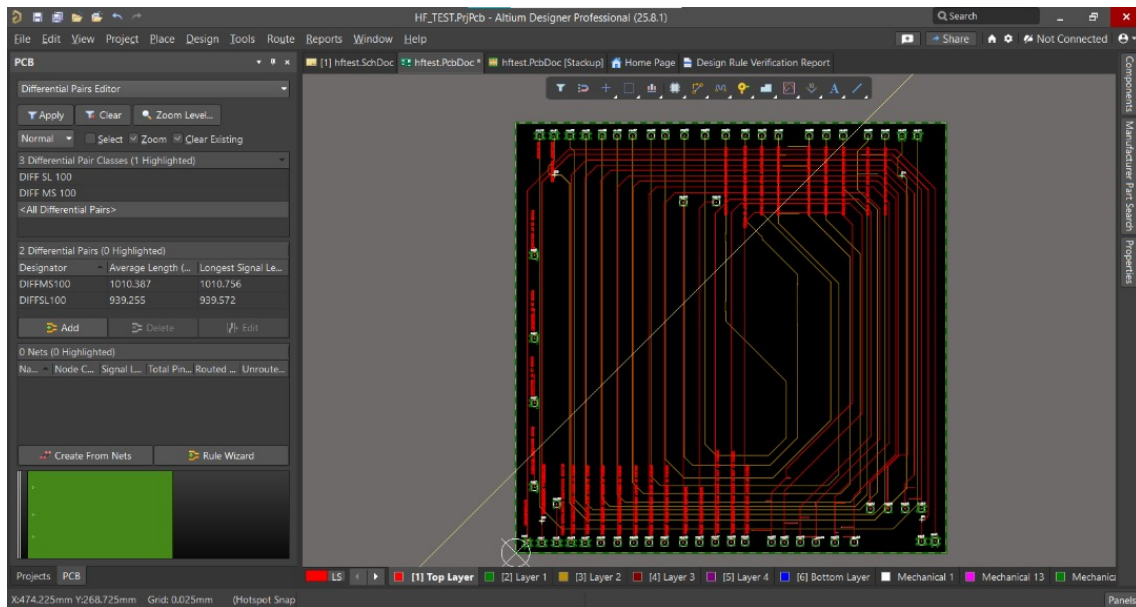 HF_TEST.PrjPcb - Altium Designer Professional (25.8.1)
Search
File Edit View Project Place Design Tools Route Reports Window Help
Share
Not Connected
PCB
[1] hftest.SchDoc
hftest.PcbDoc *
hftest.PcbDoc [Stackup]
Home Page
Design Rule Verification Report
Differential Pairs Editor
Apply
Clear
Zoom Level...
Normal
Select
Zoom
Clear Existing
3 Differential Pair Classes (1 Highlighted)
DIFF SL 100
DIFF MS 100
<All Differential Pairs>
2 Differential Pairs (0 Highlighted)
Designator Average Length (... Longest Signal Le...
DIFFMS100 1010.387 1010.756
DIFFSL100 939.255 939.572
Add
Delete
Edit
0 Nets (0 Highlighted)
Na... Node C... Signal L... Total Pin... Routed ... Unroute...
Create From Nets
Rule Wizard
Components
Manufacturer Part Search
Properties
Projects PCB
LS
[1] Top Layer
[2] Layer 1
[3] Layer 2
[4] Layer 3
[5] Layer 4
[6] Bottom Layer
Mechanical 1
Mechanical 13
Mechanic
X:474.225mm Y:268.725mm Grid: 0.025mm (Hotspot Snap
Panels